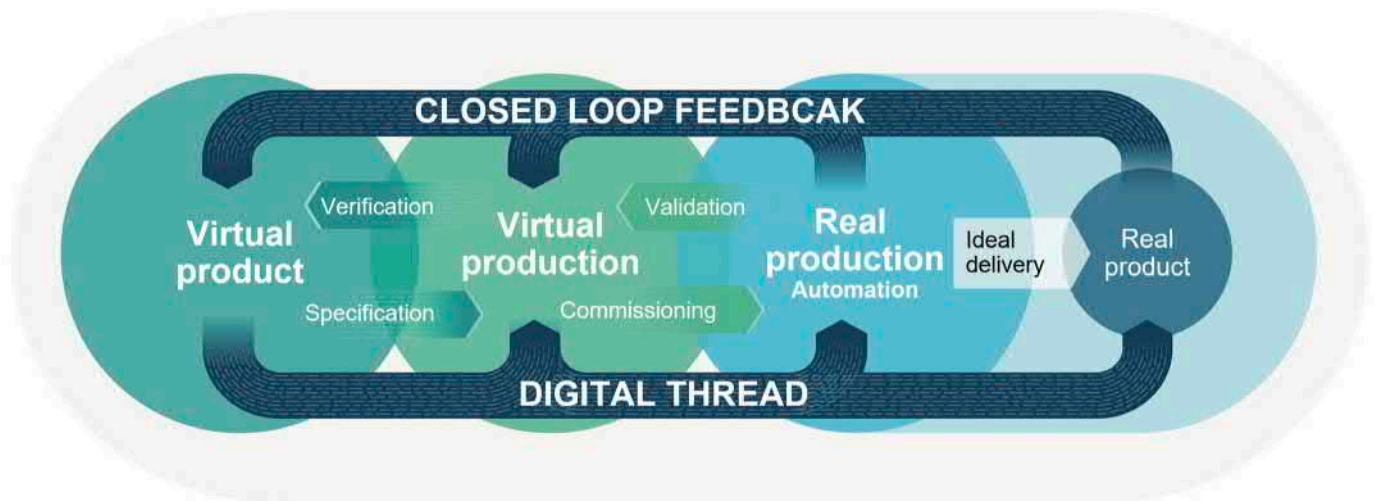 CLOSED LOOP FEEDBCAK
Verification
Validation
Virtual
product
Virtual
production
Real
production
Automation
Ideal
delivery
Real
product
Specification
Commissioning
DIGITAL THREAD